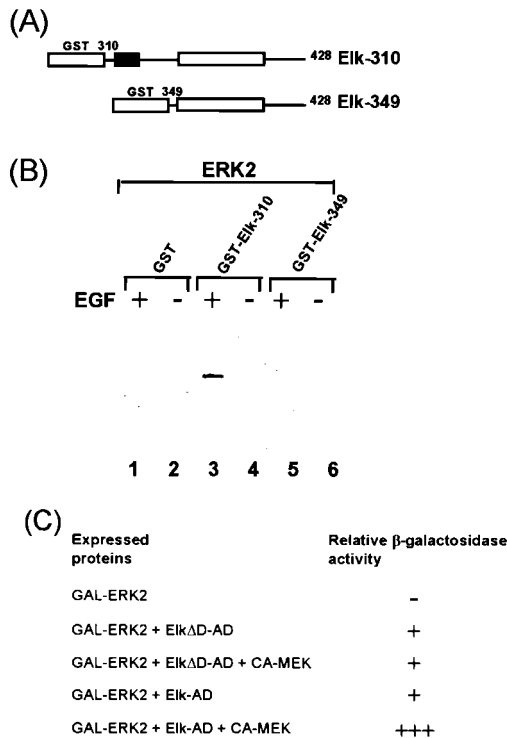 (A)
GST 310
428 Elk-310
GST 349
428 Elk-349
(B)
ERK2
GST
GST-Elk-310
GST-Elk-349
EGF + - + - + -
1 2 3 4 5 6
(C)
Expressed proteins
Relative β-galactosidase activity
GAL-ERK2 -
GAL-ERK2 + ElkΔD-AD +
GAL-ERK2 + ElkΔD-AD + CA-MEK +
GAL-ERK2 + Elk-AD +
GAL-ERK2 + Elk-AD + CA-MEK +++